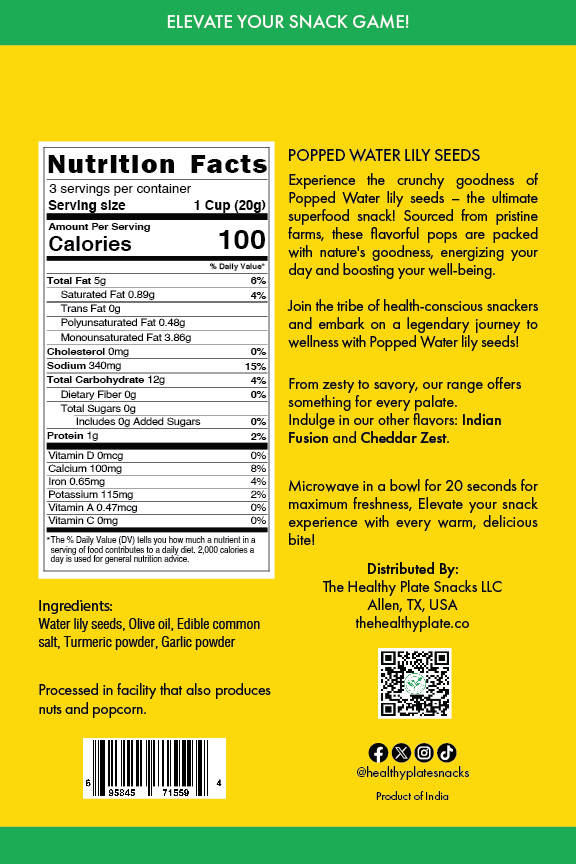 ELEVATE YOUR SNACK GAME!
Nutrition Facts
3 servings per container
Serving size 1 Cup (20g)
Amount Per Serving
Calories 100
% Daily Value*
Total Fat 5g 6%
Saturated Fat 0.89g 4%
Trans Fat 0g
Polyunsaturated Fat 0.48g
Monounsaturated Fat 3.86g
Cholesterol 0mg 0%
Sodium 340mg 15%
Total Carbohydrate 12g 4%
Dietary Fiber 0g 0%
Total Sugars 0g
Includes 0g Added Sugars 0%
Protein 1g 2%
Vitamin D 0mcg 0%
Calcium 100mg 8%
Iron 0.65mg 4%
Potassium 115mg 2%
Vitamin A 0.47mcg 0%
Vitamin C 0mg 0%
*The % Daily Value (DV) tells you how much a nutrient in a
serving of food contributes to a daily diet. 2,000 calories a
day is used for general nutrition advice.
Ingredients:
Water lily seeds, Olive oil, Edible common
salt, Turmeric powder, Garlic powder
Processed in facility that also produces
nuts and popcorn.
6 95845 71559 4
POPPED WATER LILY SEEDS
Experience the crunchy goodness of
Popped Water lily seeds – the ultimate
superfood snack! Sourced from pristine
farms, these flavorful pops are packed
with nature's goodness, energizing your
day and boosting your well-being.
Join the tribe of health-conscious snackers
and embark on a legendary journey to
wellness with Popped Water lily seeds!
From zesty to savory, our range offers
something for every palate.
Indulge in our other flavors: Indian
Fusion and Cheddar Zest.
Microwave in a bowl for 20 seconds for
maximum freshness, Elevate your snack
experience with every warm, delicious
bite!
Distributed By:
The Healthy Plate Snacks LLC
Allen, TX, USA
thehealthyplate.co
@healthyplatesnacks
Product of India